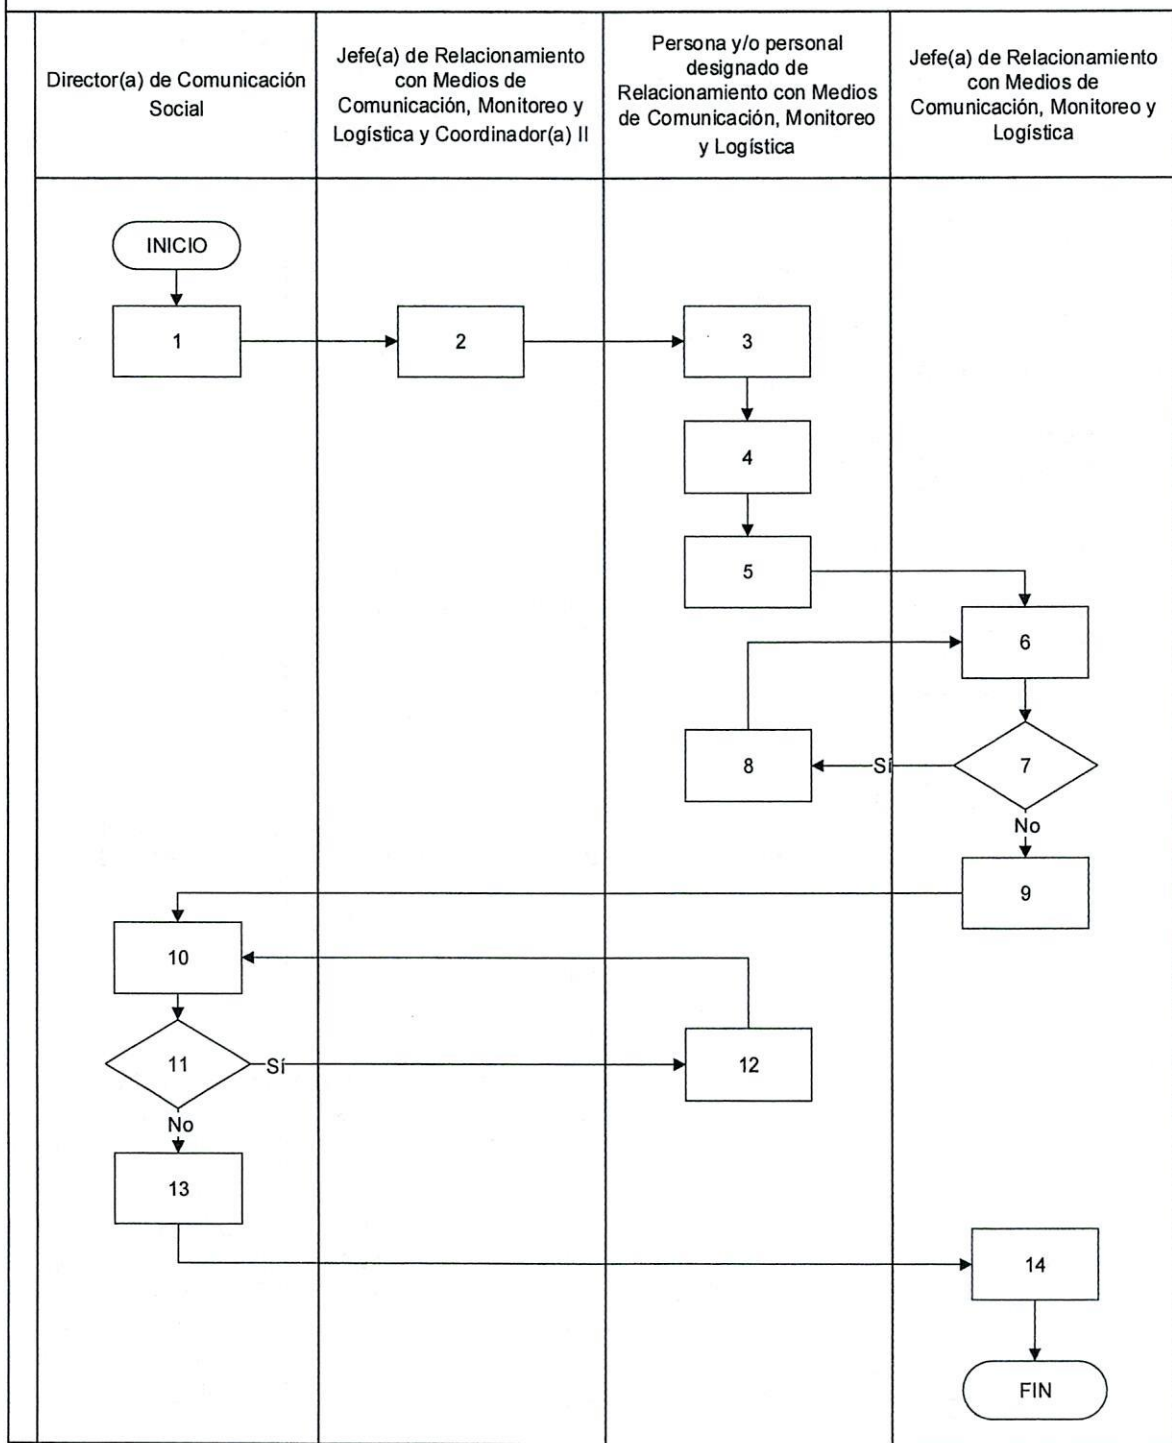 Director(a) de Comunicación
Social
Jefe(a) de Relacionamiento
con Medios de
Comunicación, Monitoreo y
Logística y Coordinador(a) II
Persona y/o personal
designado de
Relacionamiento con Medios
de Comunicación, Monitoreo
y Logística
Jefe(a) de Relacionamiento
con Medios de
Comunicación, Monitoreo y
Logística
INICIO
1
2
3
4
5
6
7
Sí
8
No
9
10
11
Sí
12
No
13
14
FIN